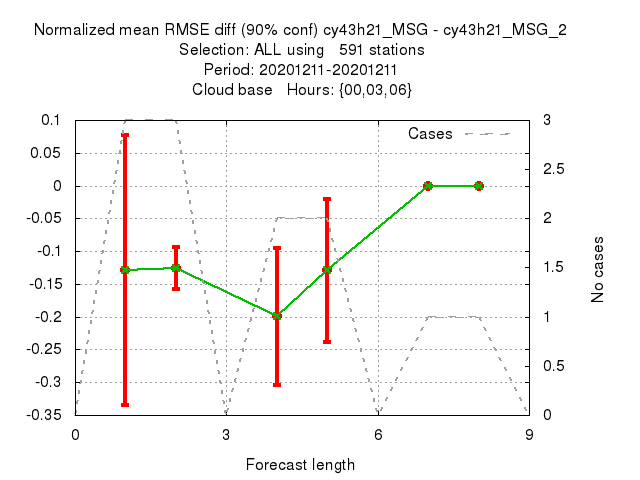 Normalized mean RMSE diff (90% conf) cy43h21_MSG - cy43h21_MSG_2
Selection: ALL using   591 stations
Period: 20201211-20201211
Cloud base   Hours: {00,03,06}
Cases
0.1
0.05
0
-0.05
-0.1
-0.15
-0.2
-0.25
-0.3
-0.35
3
2.5
2
1.5
1
0.5
0
No cases
0 3 6 9
Forecast length